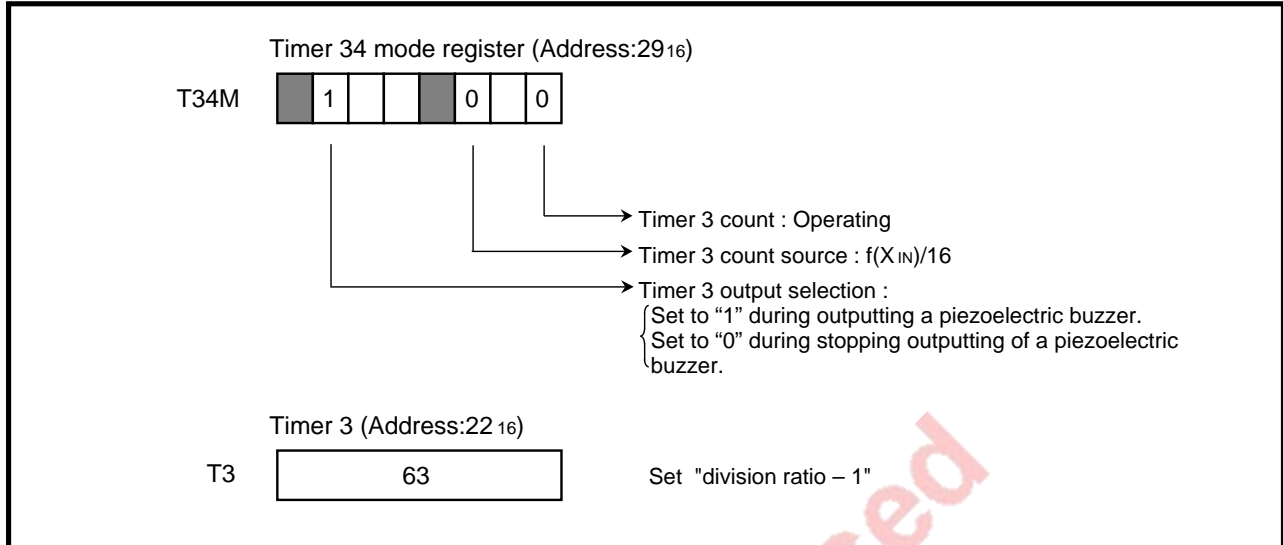 Timer 34 mode register (Address:2916)
T34M 1 0 0
Timer 3 count : Operating
Timer 3 count source : f(XIN)/16
Timer 3 output selection :
Set to “1” during outputting a piezoelectric buzzer.
Set to “0” during stopping outputting of a piezoelectric
buzzer.
Timer 3 (Address:2216)
T3 63 Set "division ratio – 1"